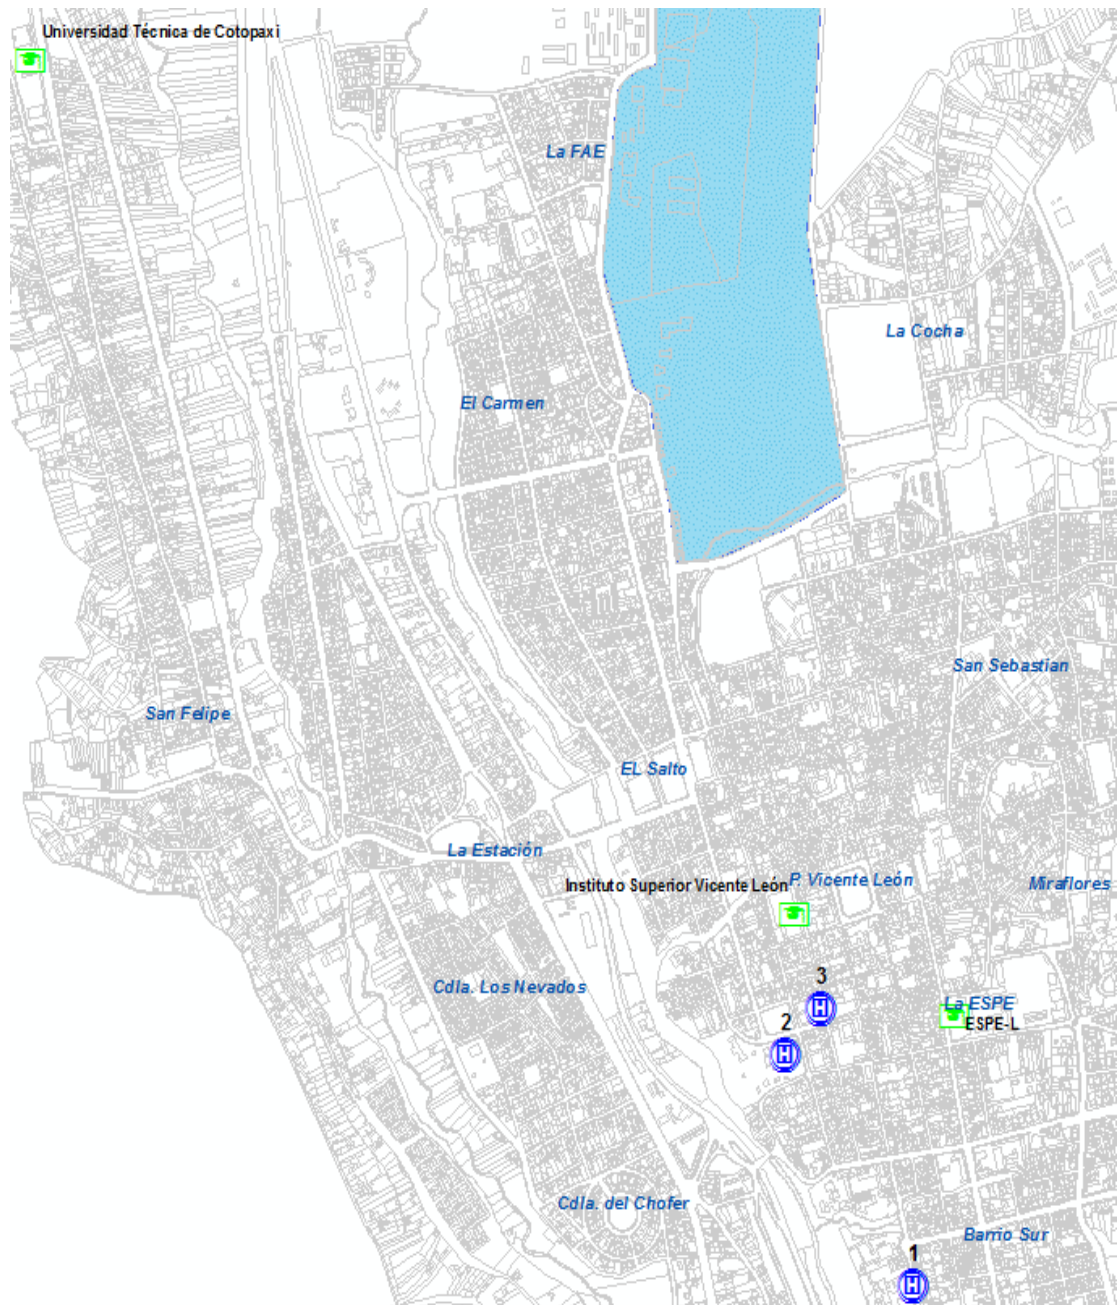 Universidad Técnica de Cotopaxi
La FAE
La Cocha
El Carmen
San Sebastian
San Felipe
EL Salto
La Estación
Instituto Superior Vicente León
P. Vicente León
Miraflores
3
Cdla. Los Nevados
La ESPE
2
ESPE-L
H
H
Cdla. del Chofer
Barrio Sur
1
H